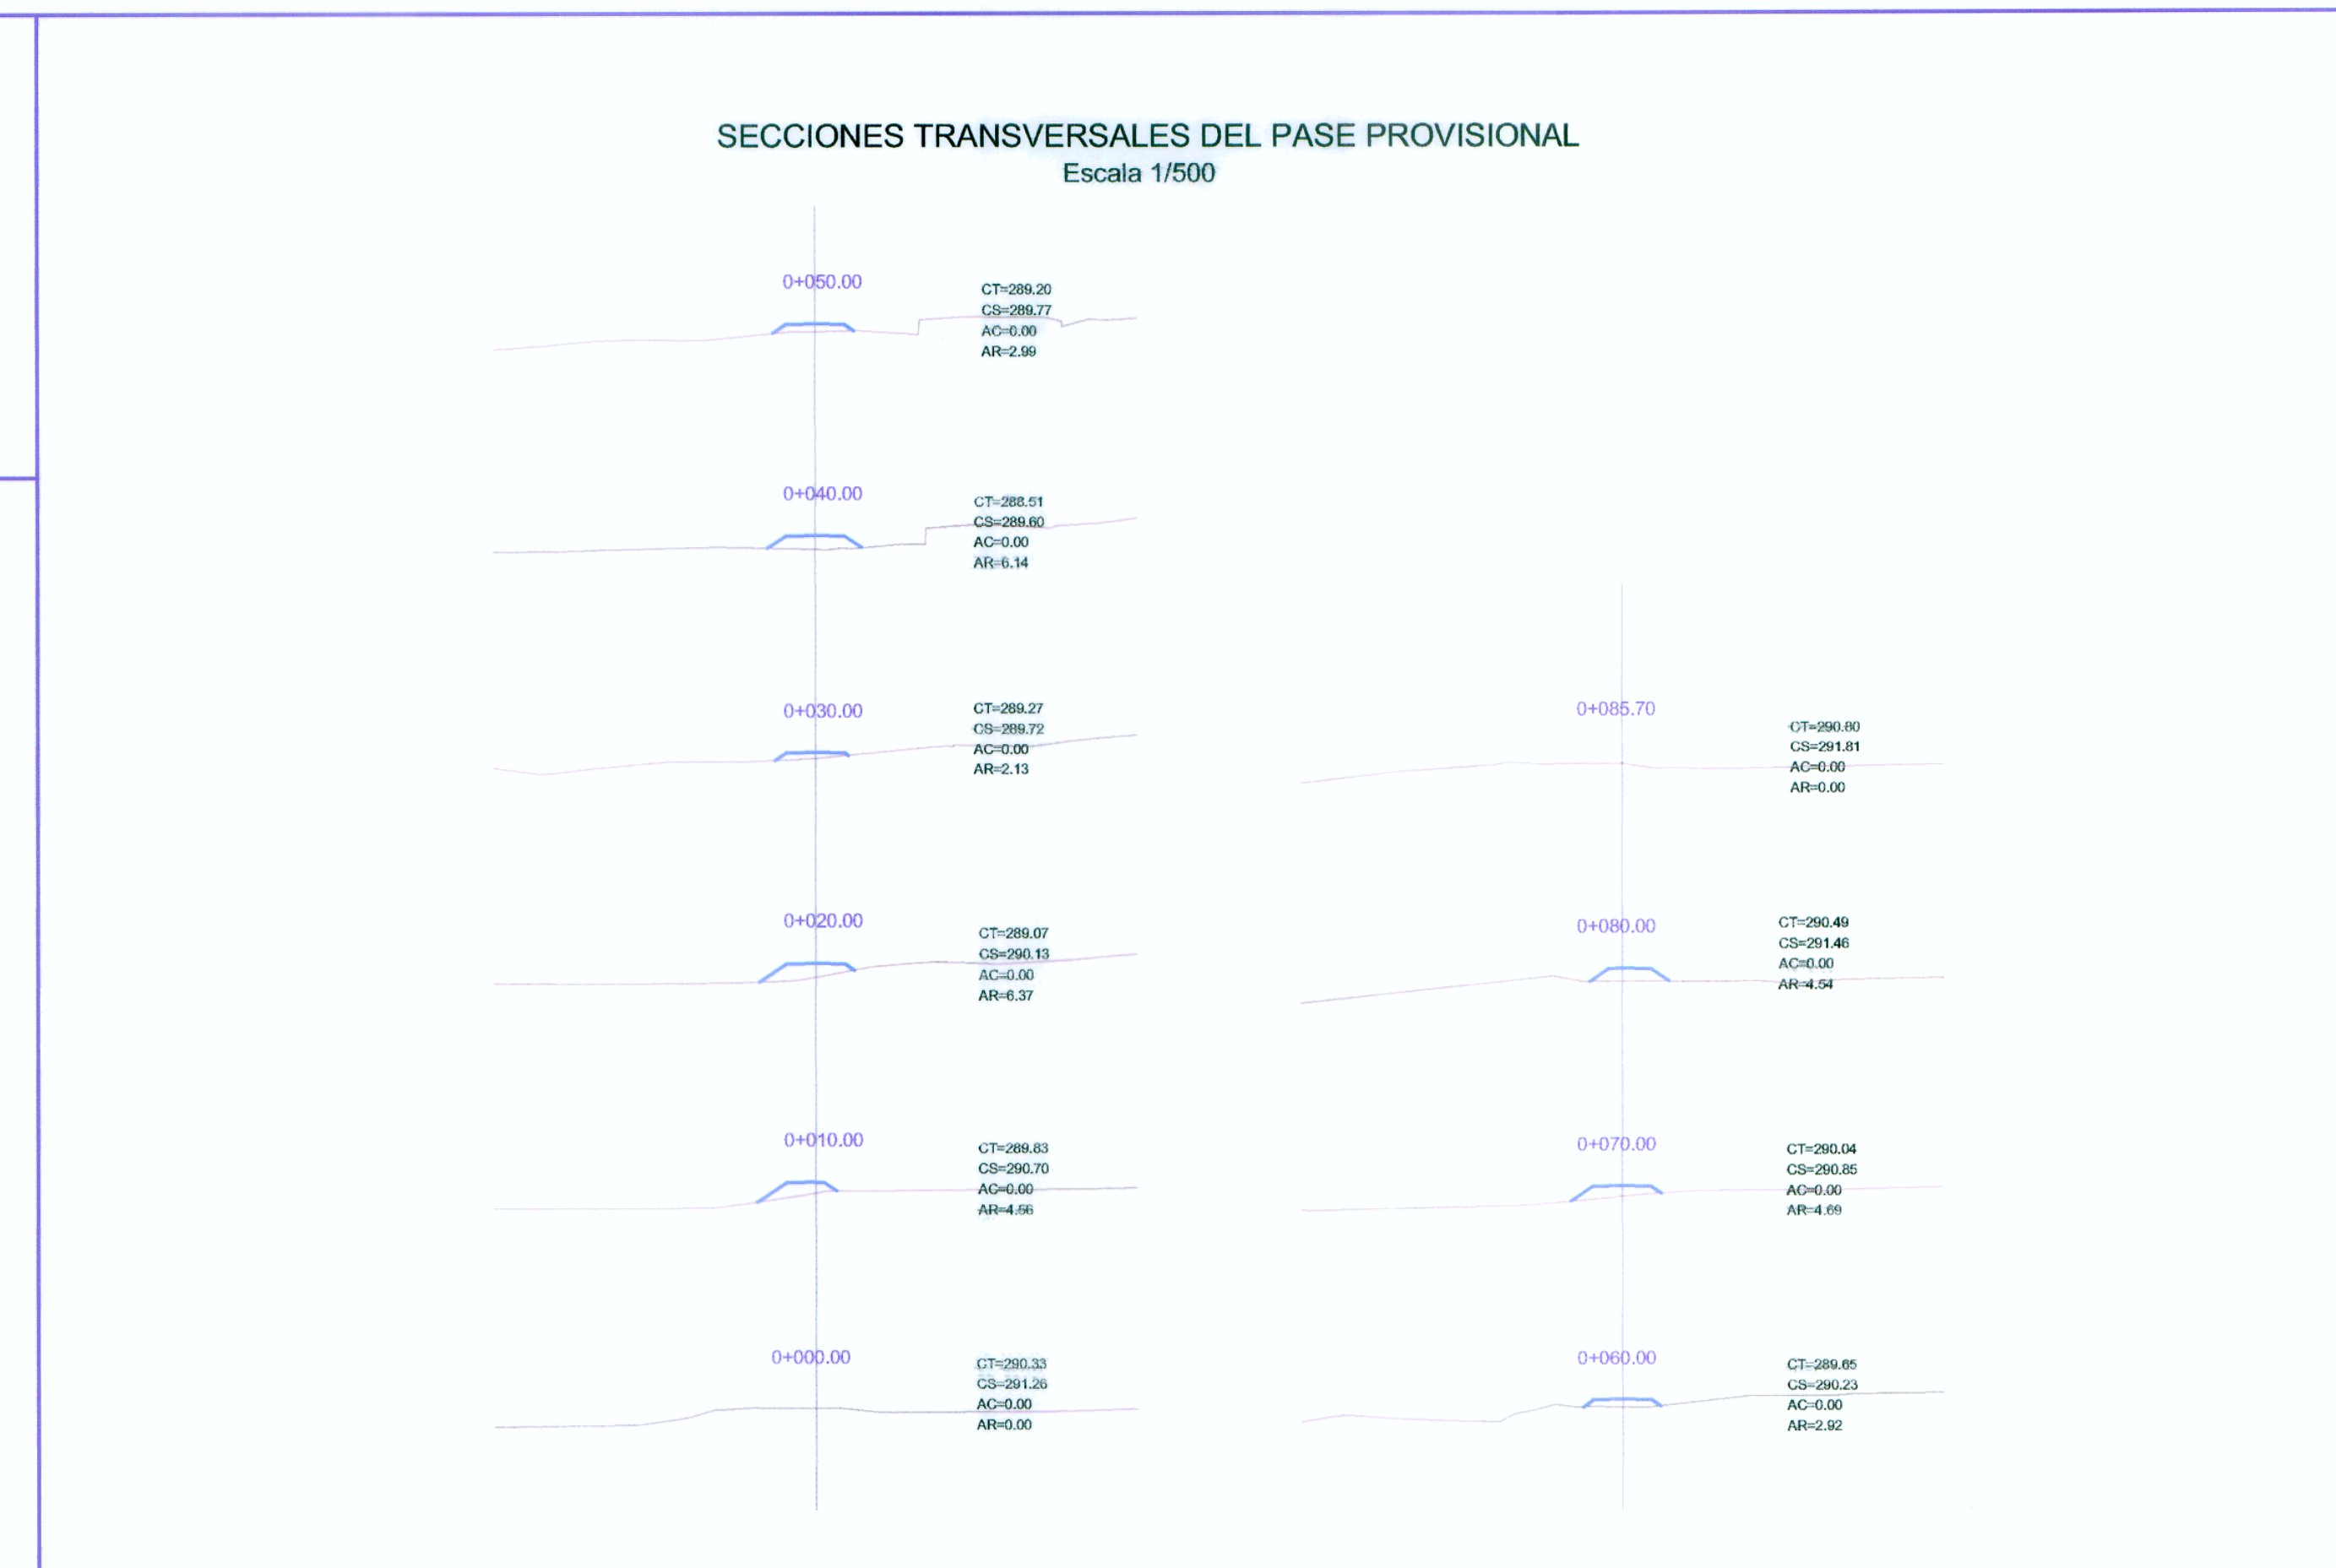 SECCIONES TRANSVERSALES DEL PASE PROVISIONAL
Escala 1/500
0+050.00
CT=289.20
CS=289.77
AC=0.00
AR=2.99
0+040.00
CT=288.51
CS=289.60
AC=0.00
AR=6.14
0+030.00
CT=289.27
CS=289.72
AC=0.00
AR=2.13
0+020.00
CT=289.07
CS=290.13
AC=0.00
AR=6.37
0+010.00
CT=289.83
CS=290.70
AC=0.00
AR=4.56
0+000.00
CT=290.33
CS=291.26
AC=0.00
AR=0.00
0+085.70
CT=290.80
CS=291.81
AC=0.00
AR=0.00
0+080.00
CT=290.49
CS=291.46
AC=0.00
AR=4.54
0+070.00
CT=290.04
CS=290.85
AC=0.00
AR=4.69
0+060.00
CT=289.65
CS=290.23
AC=0.00
AR=2.92